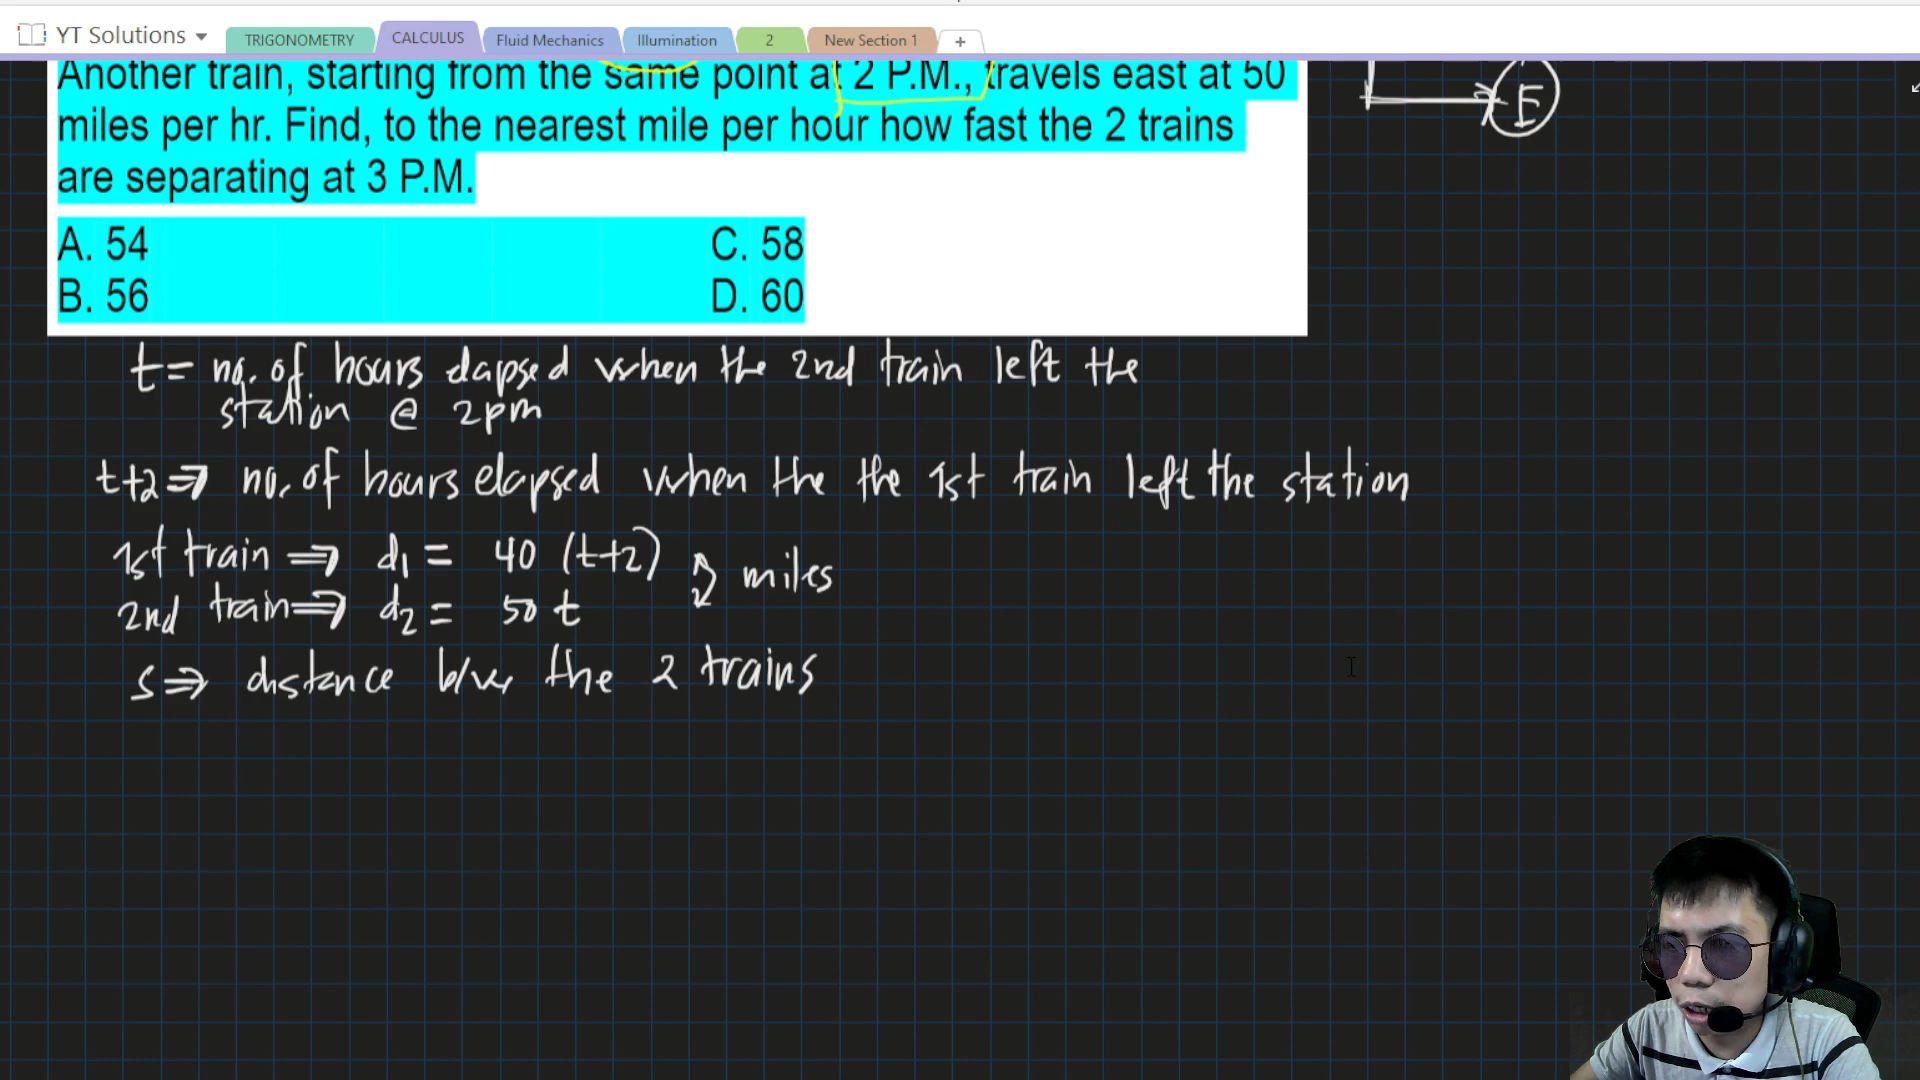 YT Solutions
TRIGONOMETRY
CALCULUS
Fluid Mechanics
Illumination
2
New Section 1
+
Another train, starting from the same point at 2 P.M., travels east at 50
miles per hr. Find, to the nearest mile per hour how fast the 2 trains
are separating at 3 P.M.
A. 54
C. 58
B. 56
D. 60
E
t = no. of hours elapsed when the 2nd train left the
station @ 2pm
t+2 ⇒ no. of hours elapsed when the the 1st train left the station
1st train ⇒ d₁ = 40 (t+2)
miles
2nd train ⇒ d₂ = 50 t
s ⇒ distance b/w the 2 trains